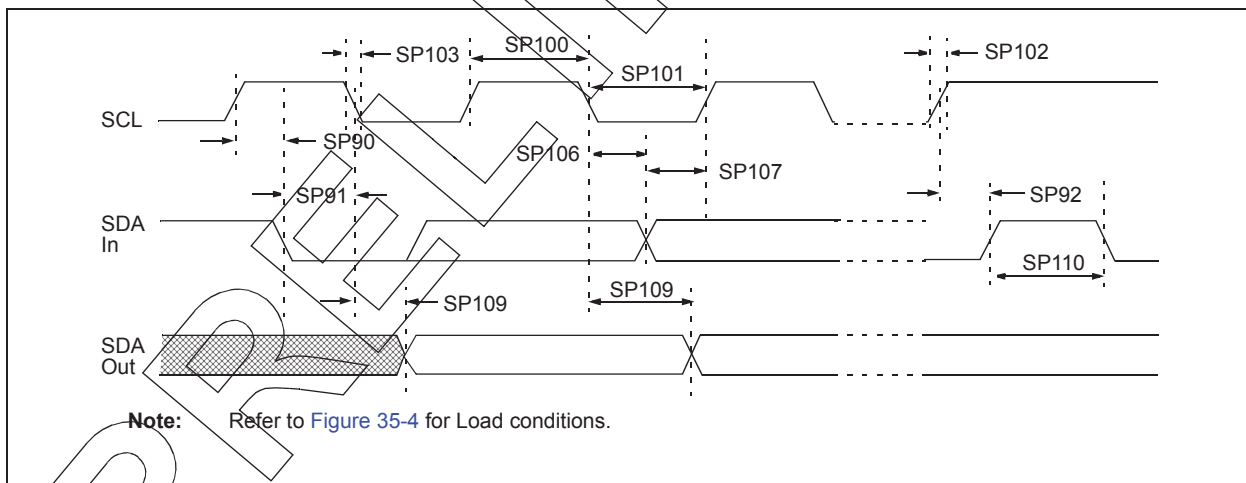 SP103
SP100
SP101
SP102
SCL
SP90
SP106
SP107
SP91
SP92
SDA
In
SP110
SP109
SP109
SDA
Out
Note: Refer to Figure 35-4 for Load conditions.
PREL